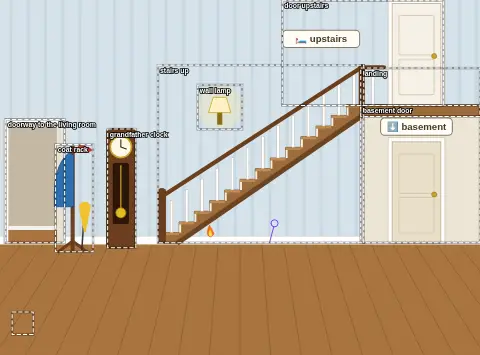 door upstairs
🛏️ upstairs
stairs up
landing
wall lamp
basement door
doorway to the living room
⬇️ basement
grandfather clock
coat rack